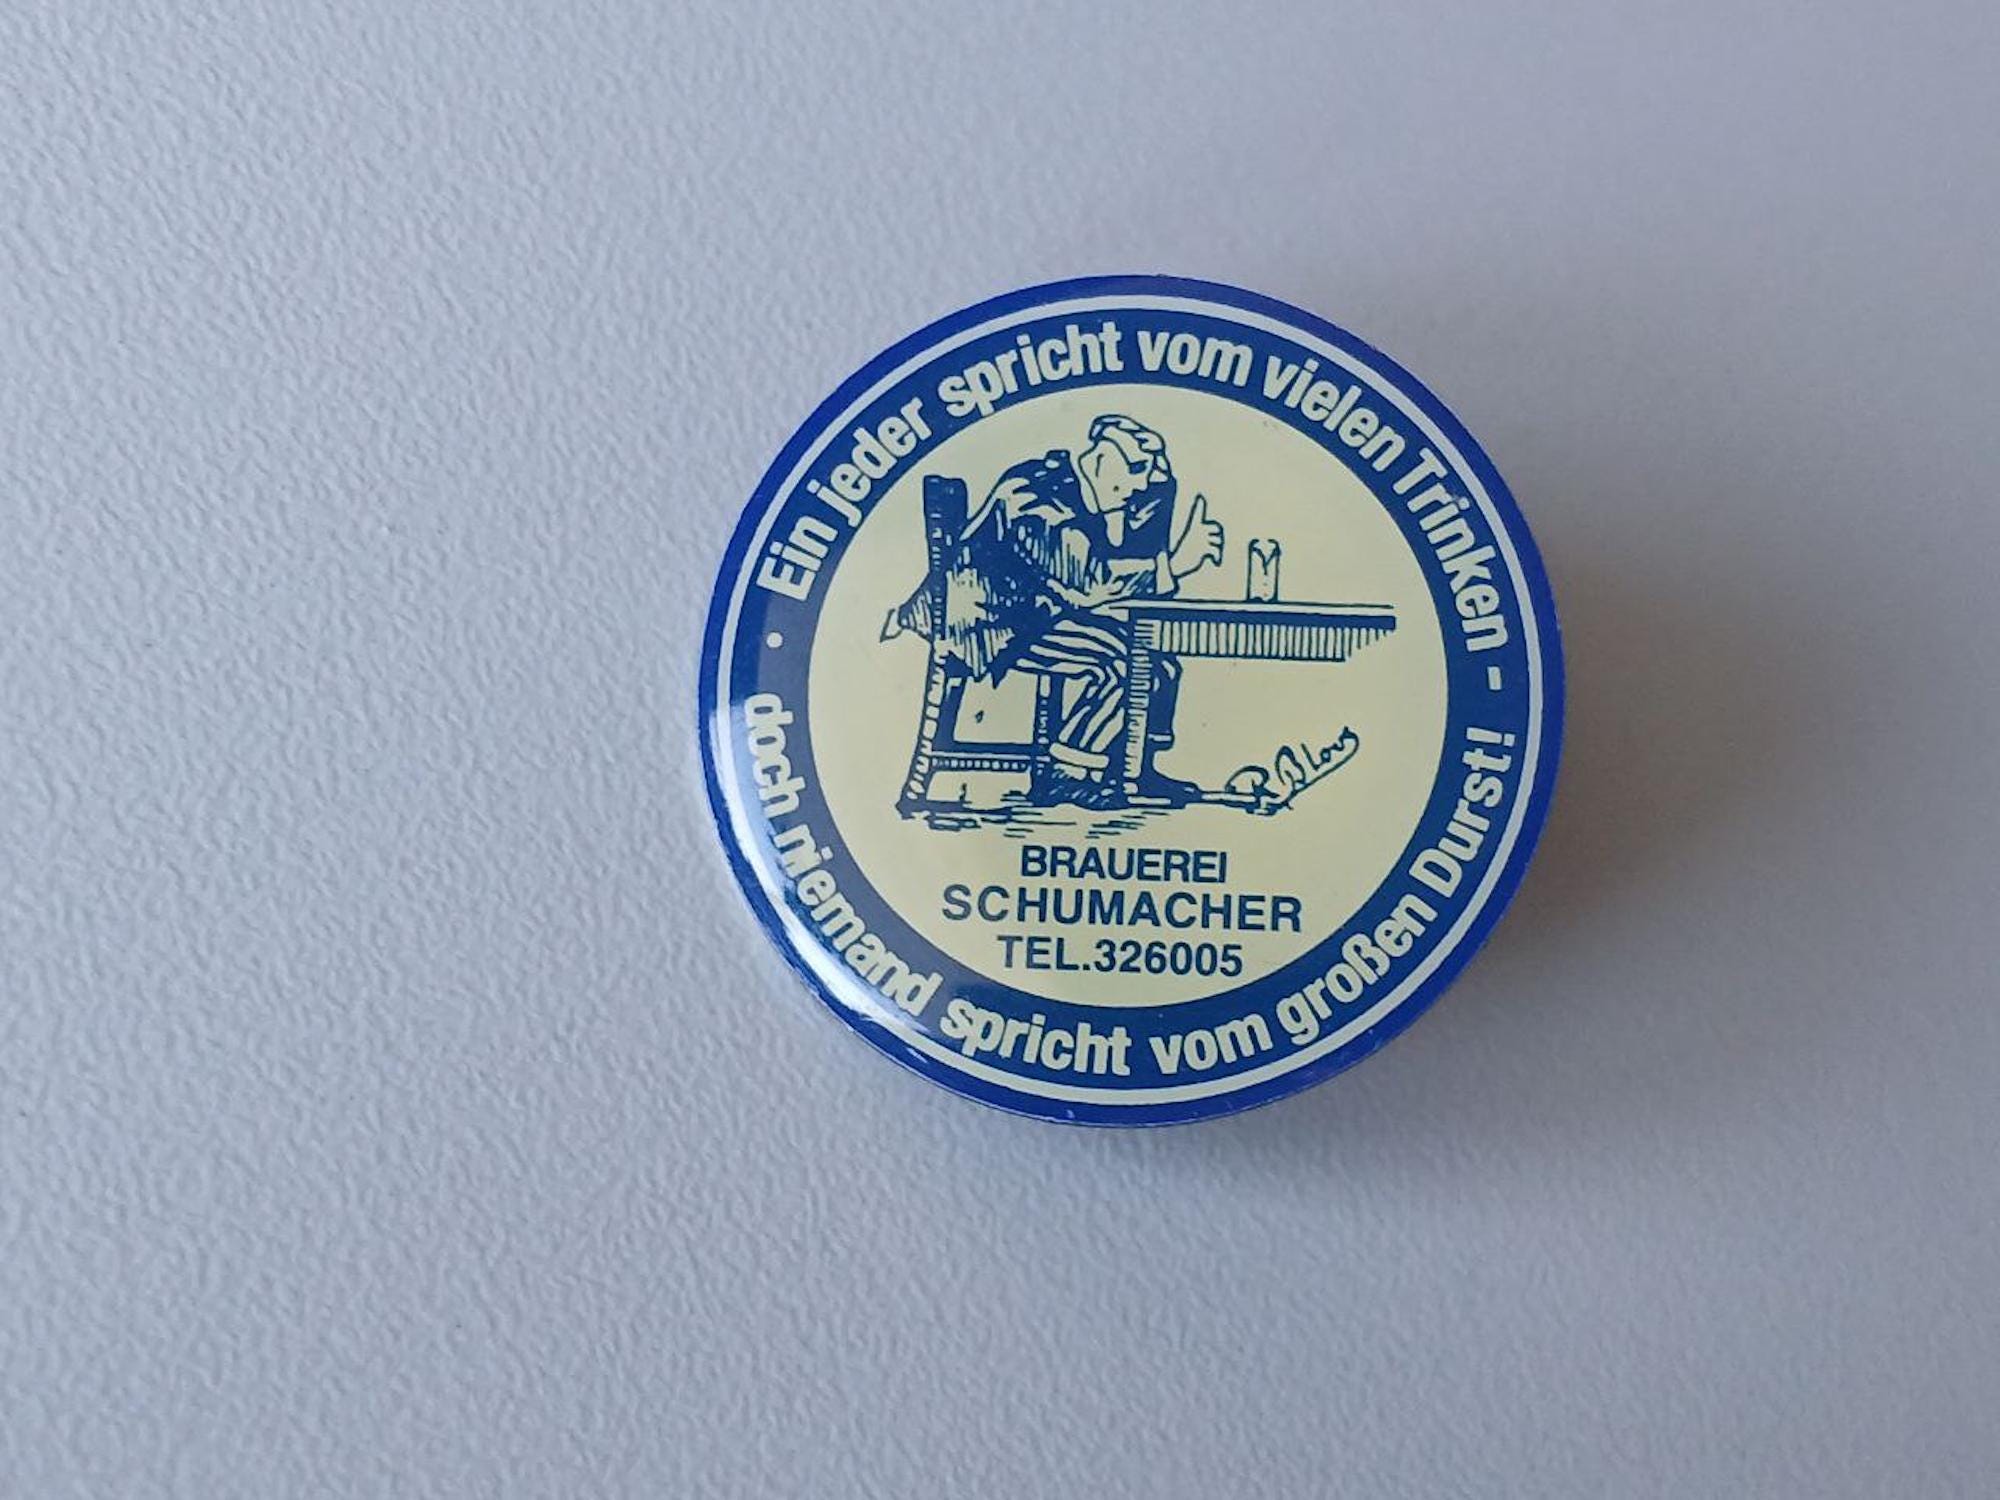 Ein jeder spricht vom vielen Trinken -
doch niemand spricht vom großen Durst!
BRAUEREI
SCHUMACHER
TEL.326005